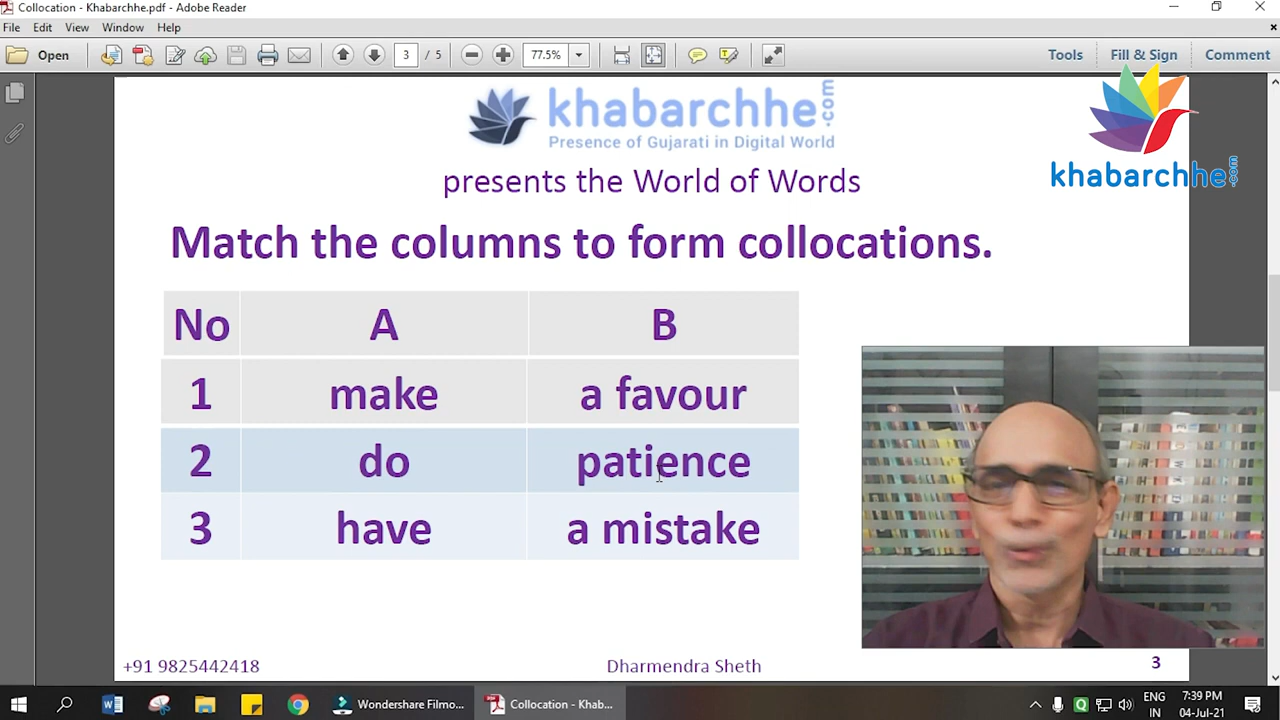 Collocation - Khabarchhe.pdf - Adobe Reader
File Edit View Window Help
Open 3 / 5 77.5% Tools Fill & Sign Comment
khabarchhe.com
Presence of Gujarati in Digital World
khabarchhe.com
presents the World of Words
Match the columns to form collocations.
No A B
1 make a favour
2 do patience
3 have a mistake
+91 9825442418 Dharmendra Sheth 3
Wondershare Filmo... Collocation - Khab... ENG 7:39 PM
IN 04-Jul-21